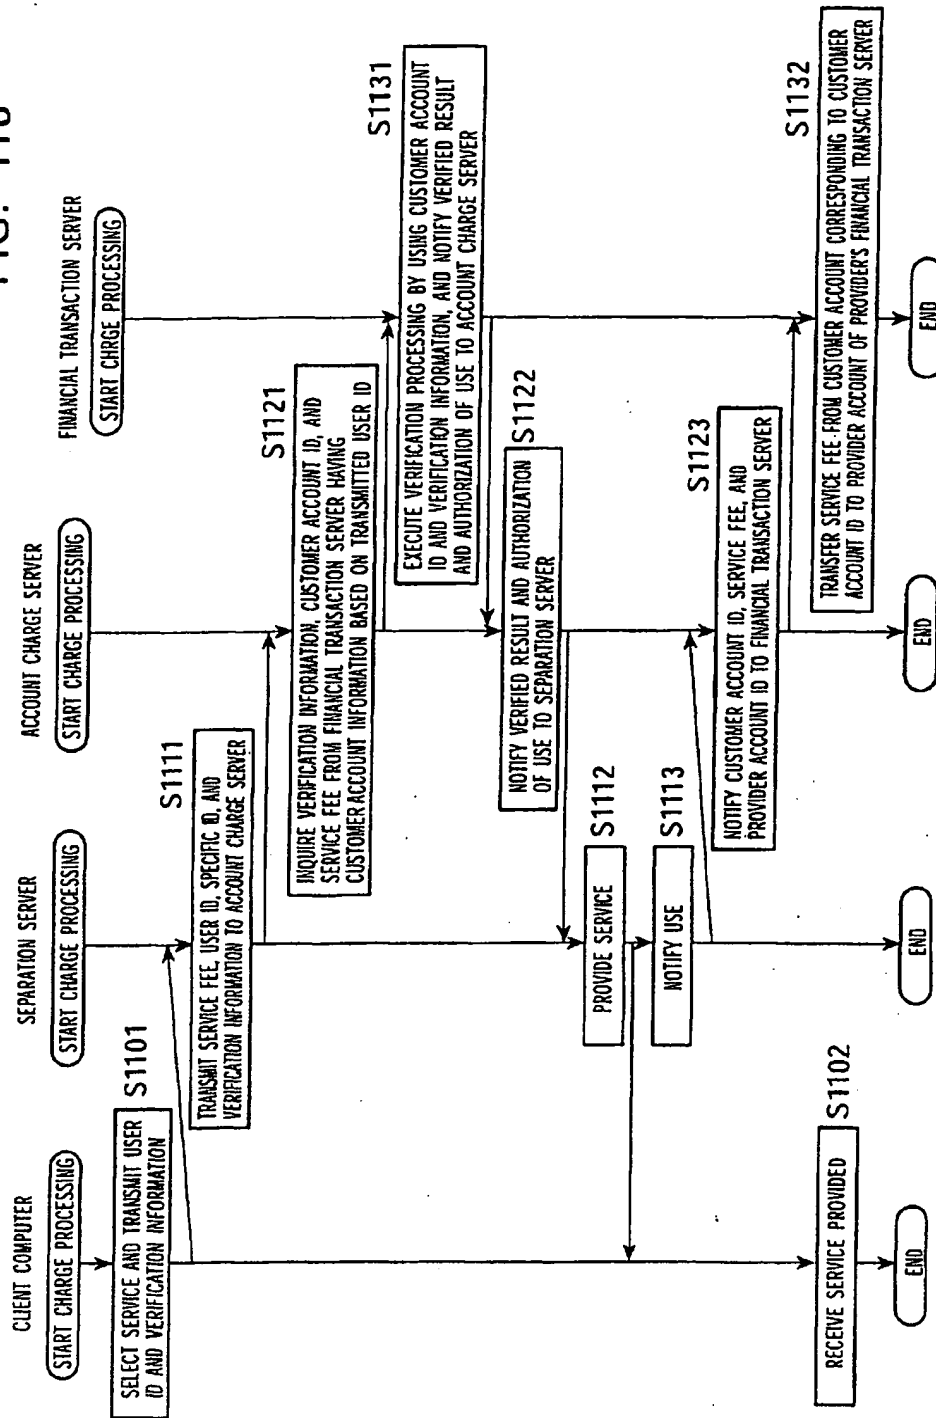 FIG. 110
CLIENT COMPUTER
START CHARGE PROCESSING
SELECT SERVICE AND TRANSMIT USER
ID AND VERIFICATION INFORMATION
S1101
RECEIVE SERVICE PROVIDED
S1102
END
SEPARATION SERVER
START CHARGE PROCESSING
S1111
TRANSMIT SERVICE FEE, USER ID, SPECIFIC ID, AND
VERIFICATION INFORMATION TO ACCOUNT CHARGE SERVER
PROVIDE SERVICE
S1112
NOTIFY USE
S1113
END
ACCOUNT CHARGE SERVER
START CHARGE PROCESSING
S1121
INQUIRE VERIFICATION INFORMATION, CUSTOMER ACCOUNT ID, AND
SERVICE FEE FROM FINANCIAL TRANSACTION SERVER HAVING
CUSTOMER ACCOUNT INFORMATION BASED ON TRANSMITTED USER ID
S1122
NOTIFY VERIFIED RESULT AND AUTHORIZATION
OF USE TO SEPARATION SERVER
S1123
NOTIFY CUSTOMER ACCOUNT ID, SERVICE FEE, AND
PROVIDER ACCOUNT ID TO FINANCIAL TRANSACTION SERVER
END
FINANCIAL TRANSACTION SERVER
START CHRGE PROCESSING
S1131
EXECUTE VERIFICATION PROCESSING BY USING CUSTOMER ACCOUNT
ID AND VERIFICATION INFORMATION, AND NOTIFY VERIFIED RESULT
AND AUTHORIZATION OF USE TO ACCOUNT CHARGE SERVER
S1132
TRANSFER SERVICE FEE FROM CUSTOMER ACCOUNT CORRESPONDING TO CUSTOMER
ACCOUNT ID TO PROVIDER ACCOUNT OF PROVIDER'S FINANCIAL TRANSACTION SERVER
END